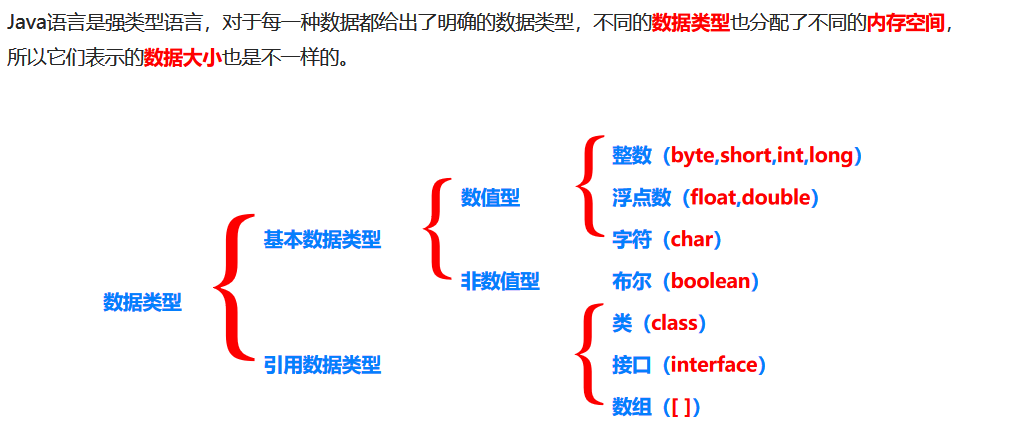 Java语言是强类型语言，对于每一种数据都给出了明确的数据类型，不同的数据类型也分配了不同的内存空间，
所以它们表示的数据大小也是不一样的。
整数（byte,short,int,long）
数值型
浮点数（float,double）
基本数据类型
字符（char）
非数值型
布尔（boolean）
数据类型
类（class）
引用数据类型
接口（interface）
数组（[ ]）